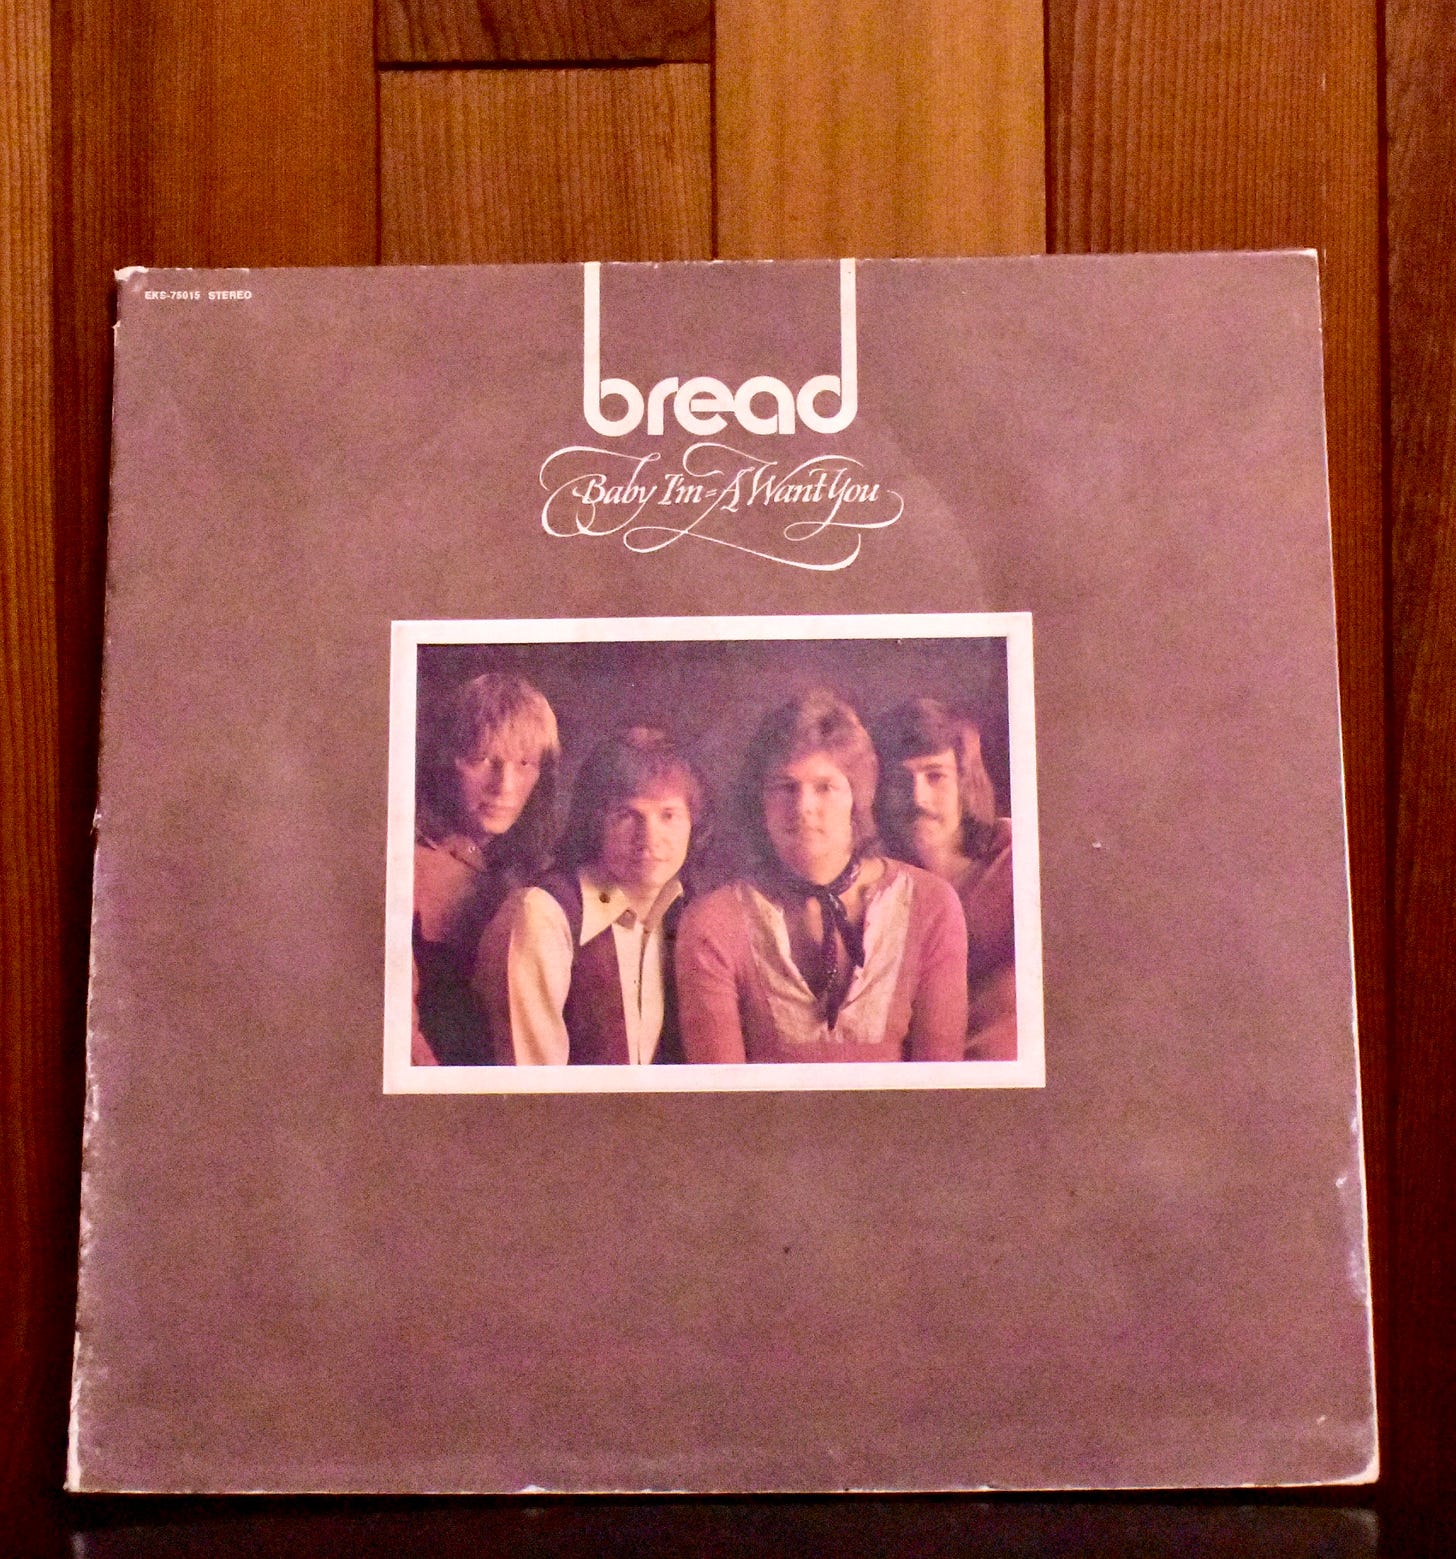 EKS-75015 STEREO
bread
Baby I'm-A Want You